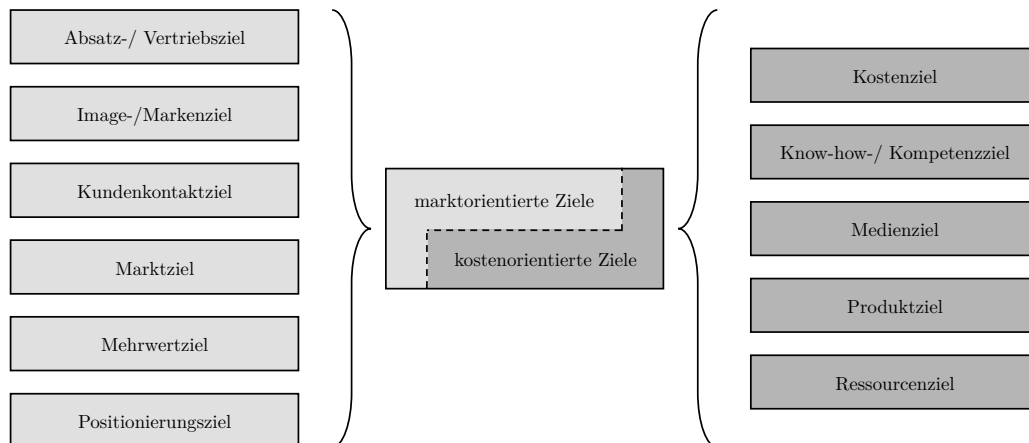 Absatz-/ Vertriebsziel
Image-/Markenziel
Kundenkontaktziel
Marktziel
Mehrwertziel
Positionierungsziel
marktorientierte Ziele
kostenorientierte Ziele
Kostenziel
Know-how-/ Kompetenzziel
Medienziel
Produktziel
Ressourcenziel